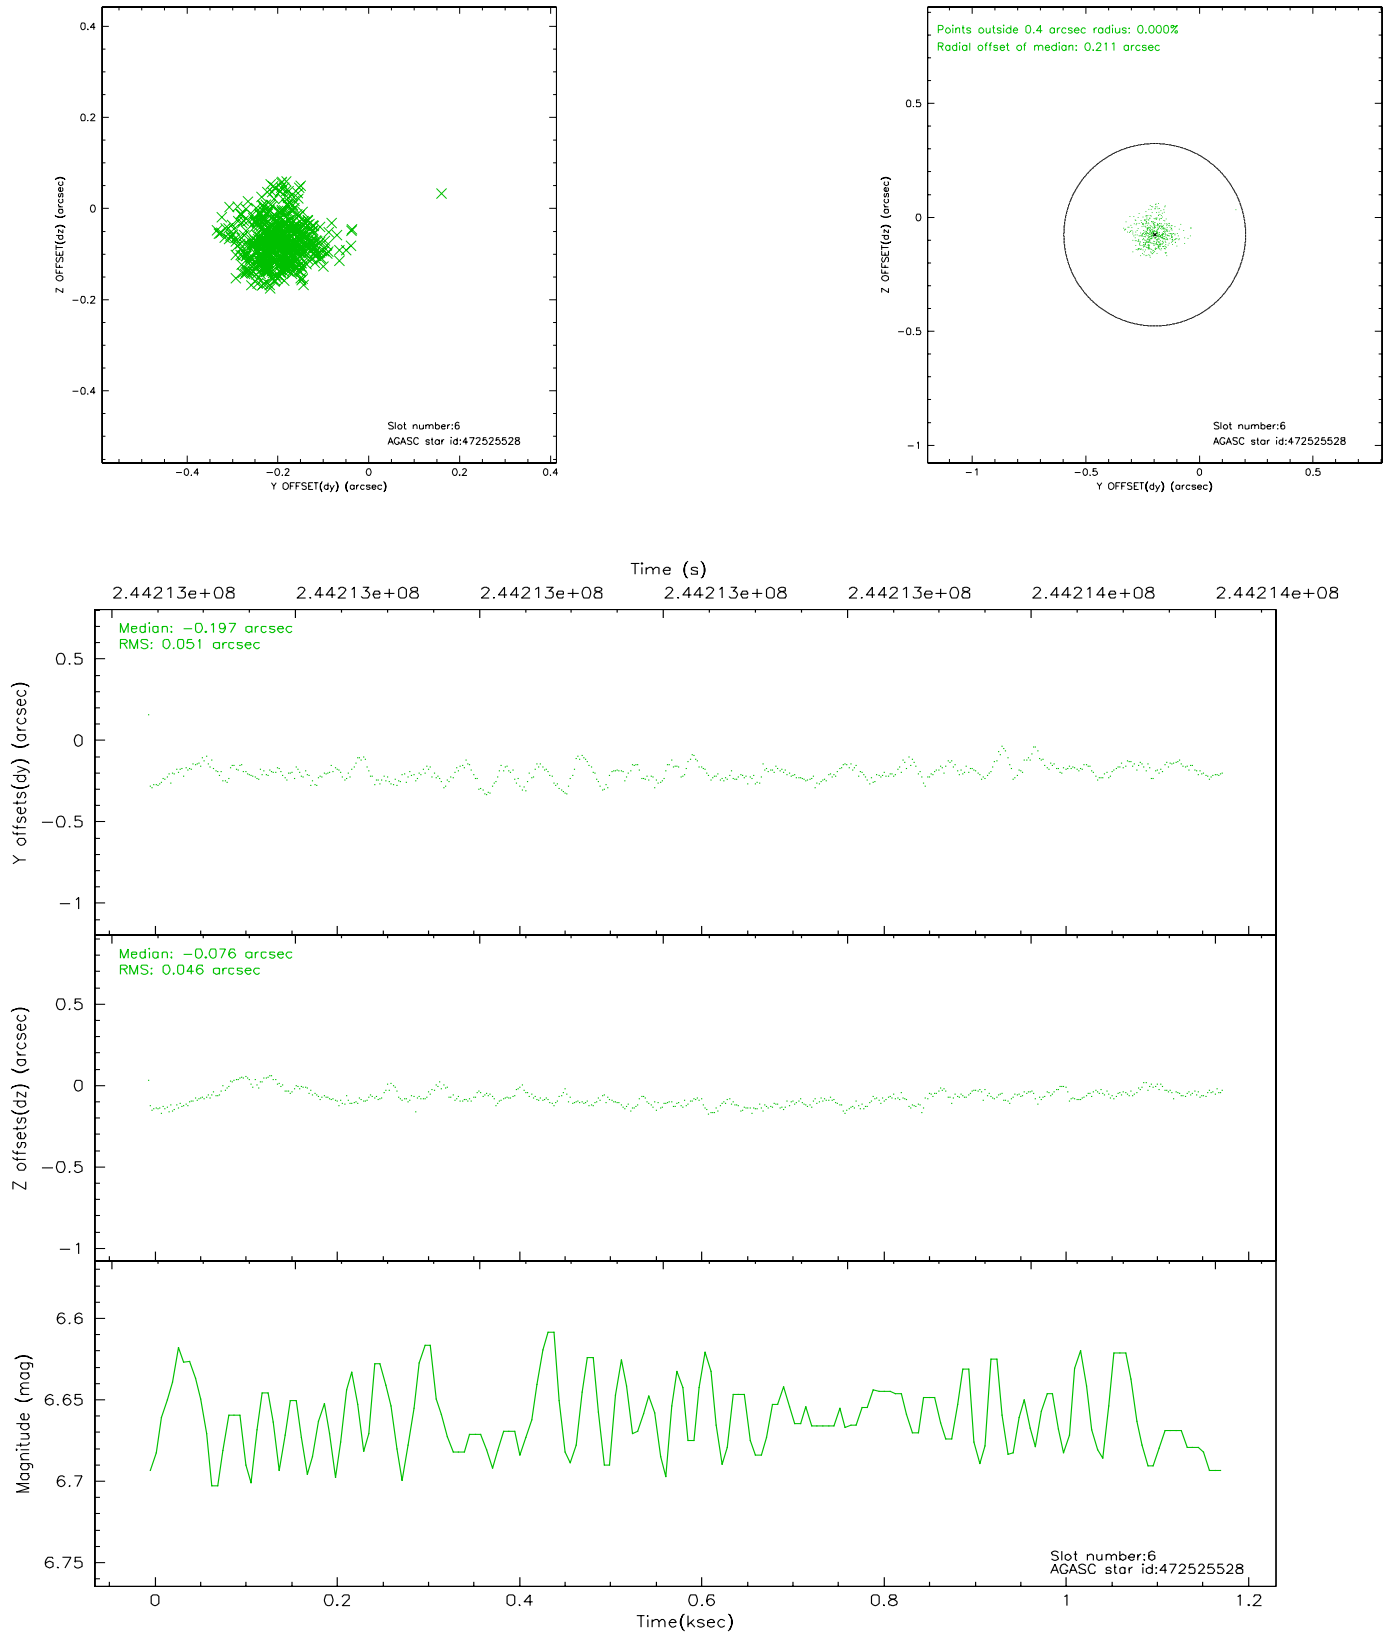 0.4
0.2
0
−0.2
−0.4
Z OFFSET(dz) (arcsec)
Slot number:6
AGASC star id:472525528
−0.4 −0.2 0 0.2 0.4
Y OFFSET(dy) (arcsec)
Points outside 0.4 arcsec radius: 0.000%
Radial offset of median: 0.211 arcsec
0.5
0
−0.5
−1
Z OFFSET(dz) (arcsec)
Slot number:6
AGASC star id:472525528
−1 −0.5 0 0.5
Y OFFSET(dy) (arcsec)
Time (s)
2.44213e+08 2.44213e+08 2.44213e+08 2.44213e+08 2.44213e+08 2.44214e+08 2.44214e+08
Median: −0.197 arcsec
RMS: 0.051 arcsec
0.5
0
−0.5
−1
Y offsets(dy) (arcsec)
Median: −0.076 arcsec
RMS: 0.046 arcsec
0.5
0
−0.5
−1
Z offsets(dz) (arcsec)
6.6
6.65
6.7
6.75
Magnitude (mag)
Slot number:6
AGASC star id:472525528
0 0.2 0.4 0.6 0.8 1 1.2
Time(ksec)